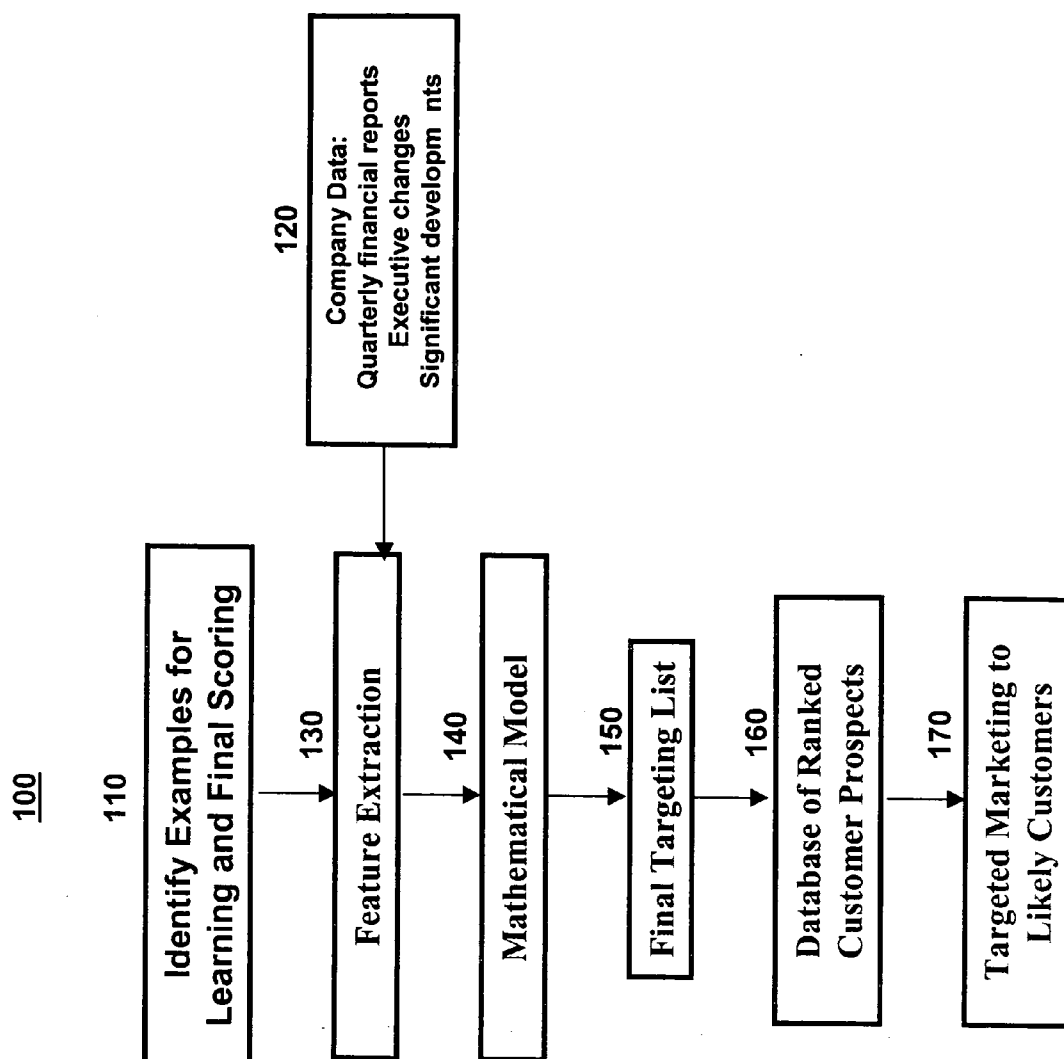 100
110
Identify Examples for
Learning and Final Scoring
120
Company Data:
Quarterly financial reports
Executive changes
Significant developm nts
130
Feature Extraction
140
Mathematical Model
150
Final Targeting List
160
Database of Ranked
Customer Prospects
170
Targeted Marketing to
Likely Customers